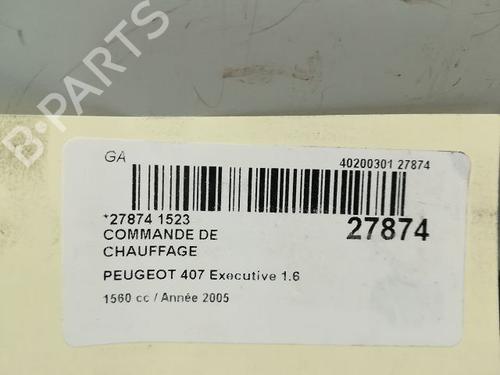 B-PARTS
GA
40200301 27874
*27874 1523
27874
COMMANDE DE
CHAUFFAGE
PEUGEOT 407 Executive 1.6
1560 cc / Année 2005